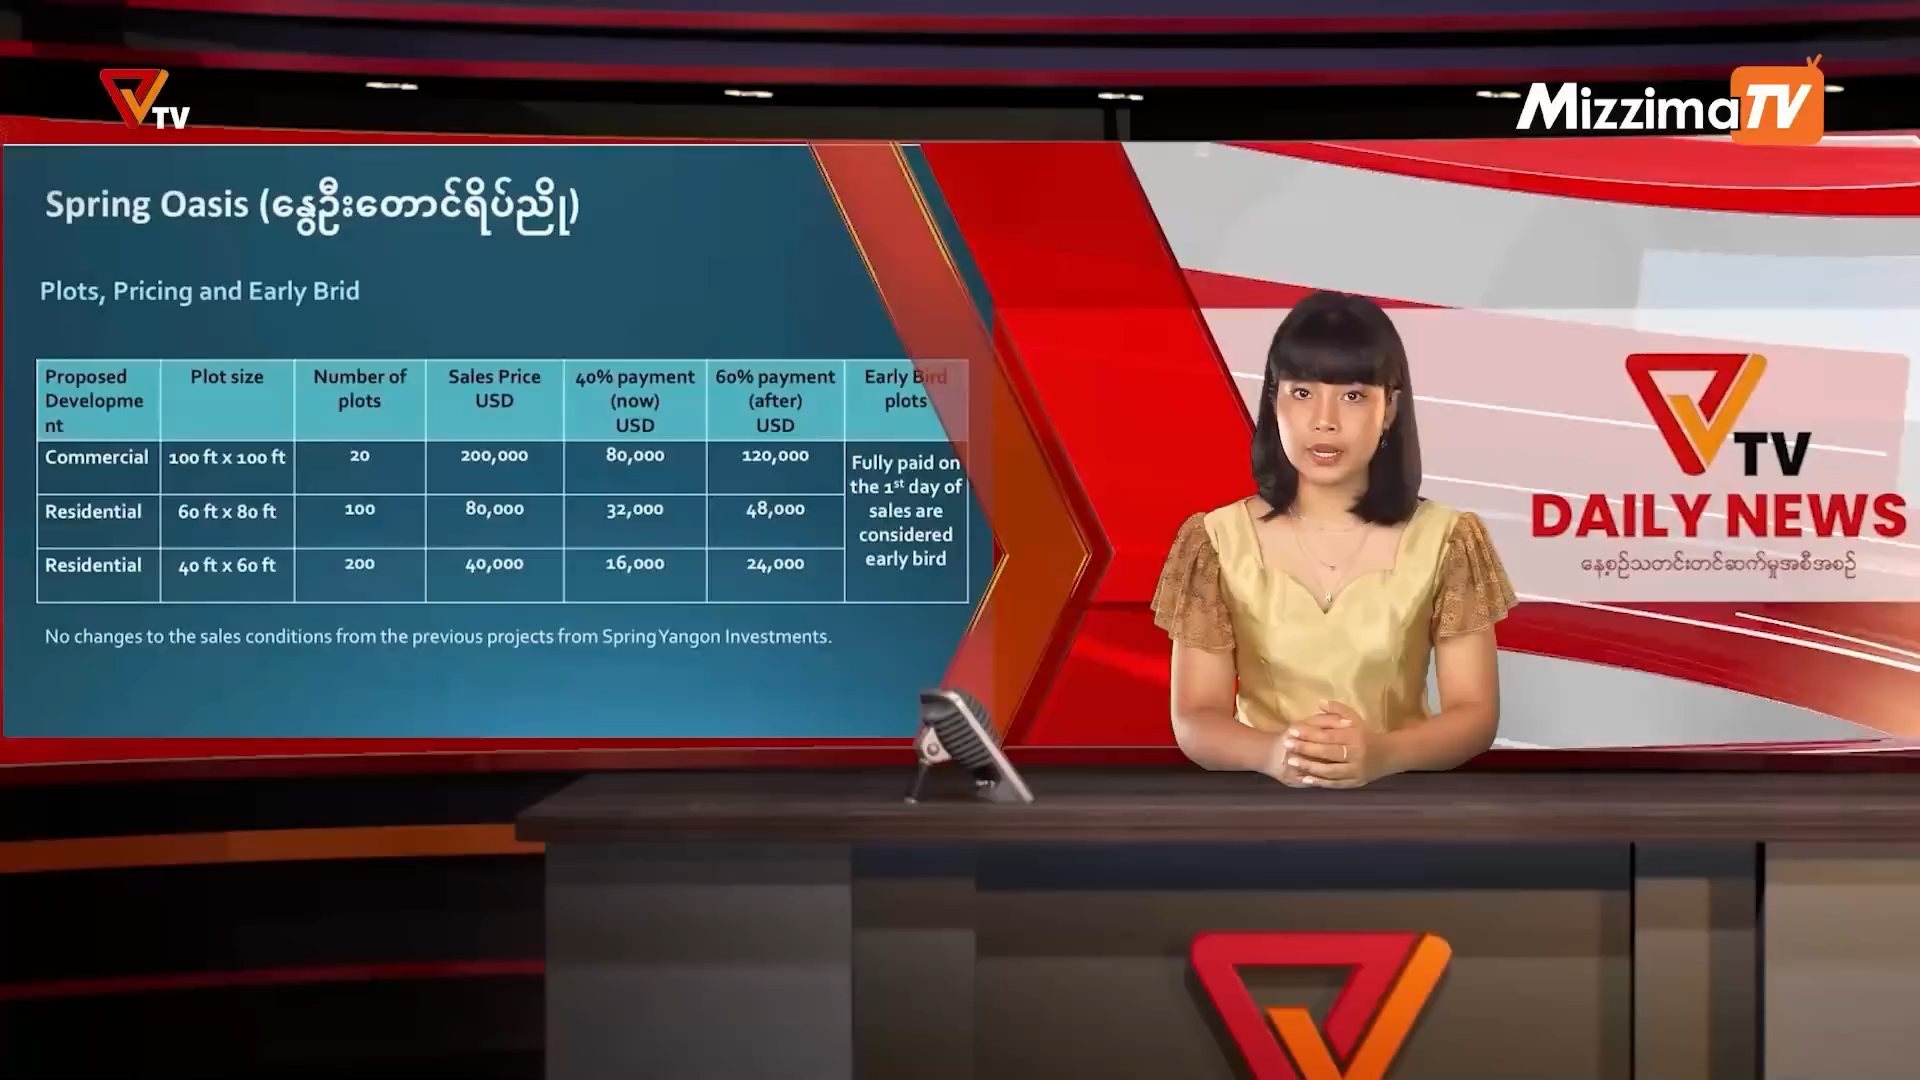 TV
MizzimaTV
Spring Oasis (နွေဦးတောင်ရိပ်ညို)
Plots, Pricing and Early Brid
Proposed Developme nt
Plot size
Number of plots
Sales Price USD
40% payment (now) USD
60% payment (after) USD
Early Bird plots
Commercial
100 ft x 100 ft
20
200,000
80,000
120,000
Fully paid on the 1st day of sales are considered early bird
Residential
60 ft x 80 ft
100
80,000
32,000
48,000
Residential
40 ft x 60 ft
200
40,000
16,000
24,000
No changes to the sales conditions from the previous projects from Spring Yangon Investments.
TV
DAILY NEWS
နေ့စဉ်သတင်းတင်ဆက်မှုအစီအစဉ်